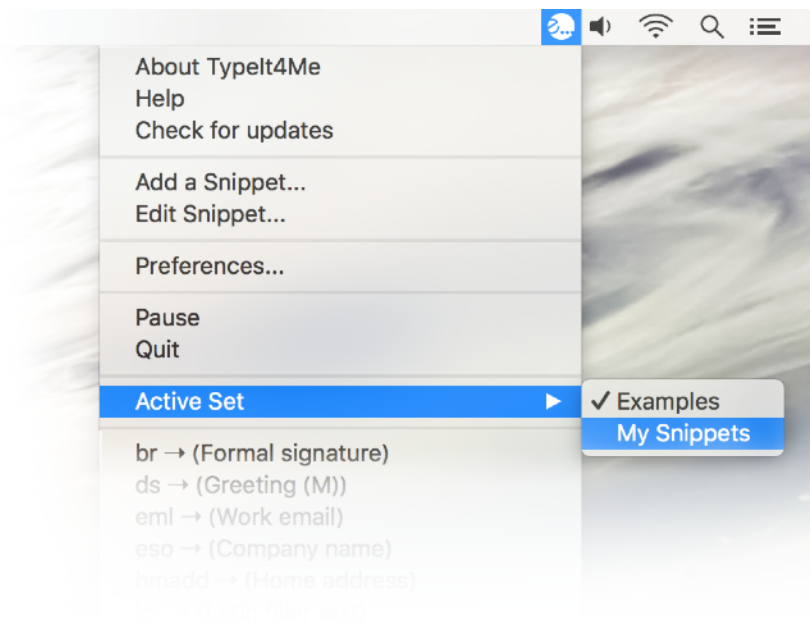 About TypeIt4Me
Help
Check for updates
Add a Snippet...
Edit Snippet...
Preferences...
Pause
Quit
Active Set
Examples
My Snippets
br → (Formal signature)
ds → (Greeting (M))
eml → (Work email)
eso → (Company name)
hmadd → (Home address)